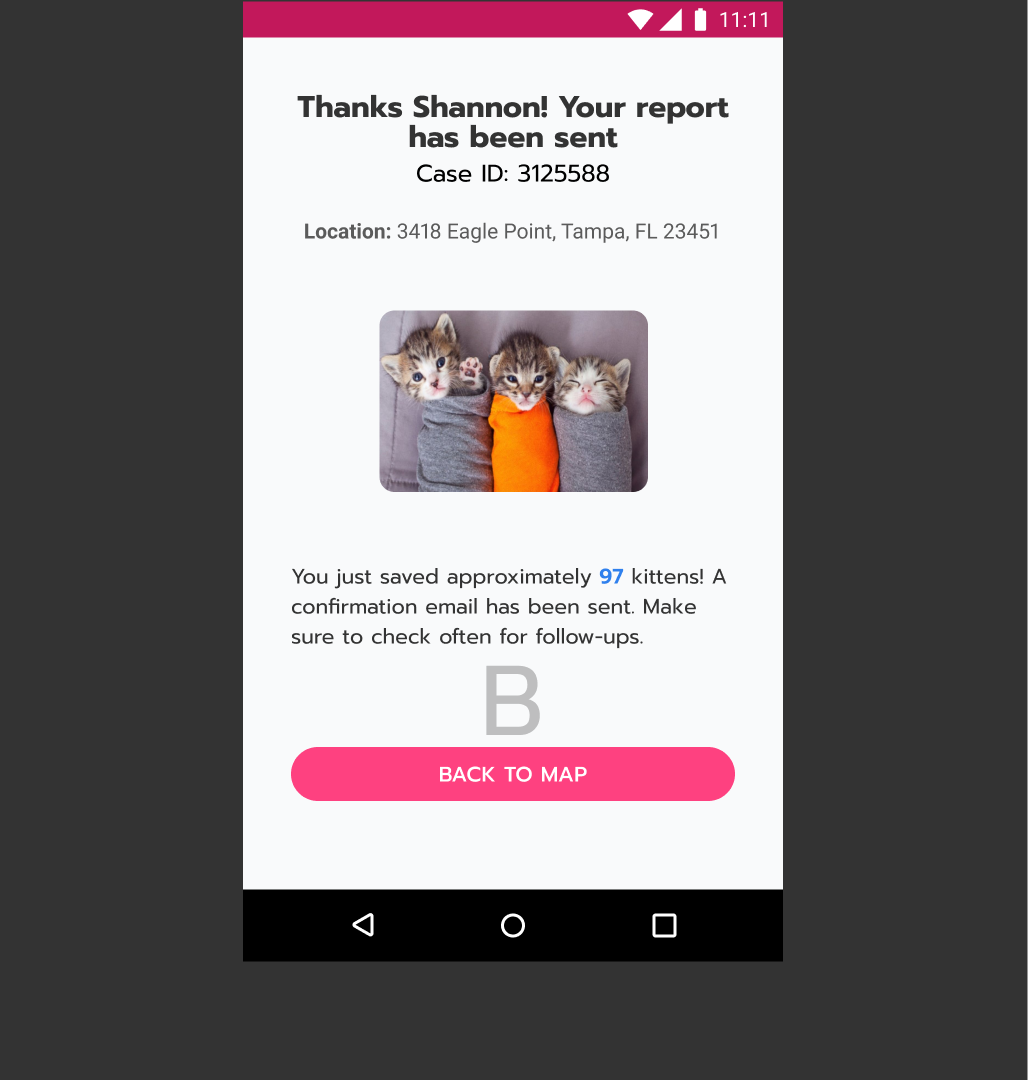 11:11
Thanks Shannon! Your report
has been sent
Case ID: 3125588
Location: 3418 Eagle Point, Tampa, FL 23451
You just saved approximately 97 kittens! A
confirmation email has been sent. Make
sure to check often for follow-ups.
B
BACK TO MAP